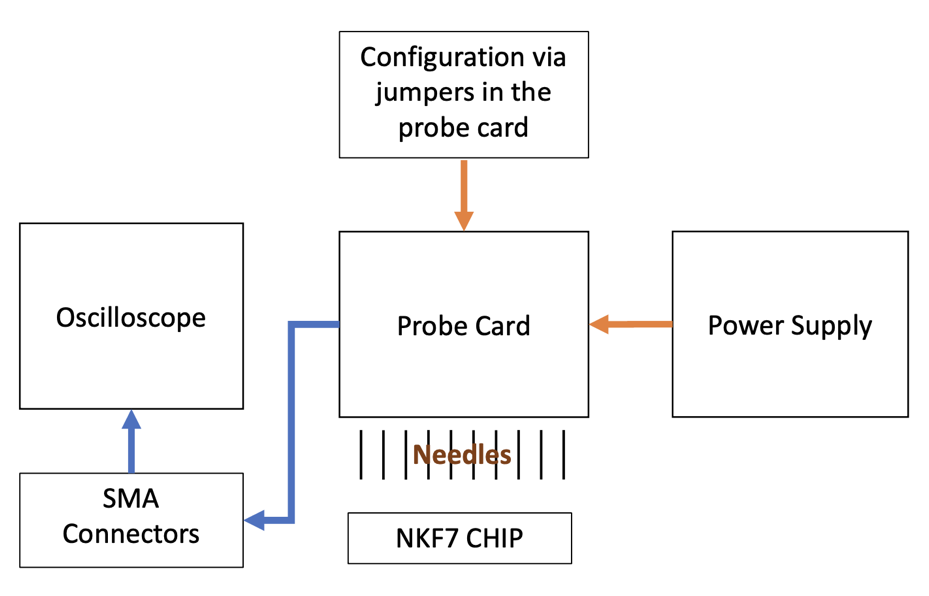 Configuration via
jumpers in the
probe card
Oscilloscope
Probe Card
Power Supply
Needles
SMA
Connectors
NKF7 CHIP